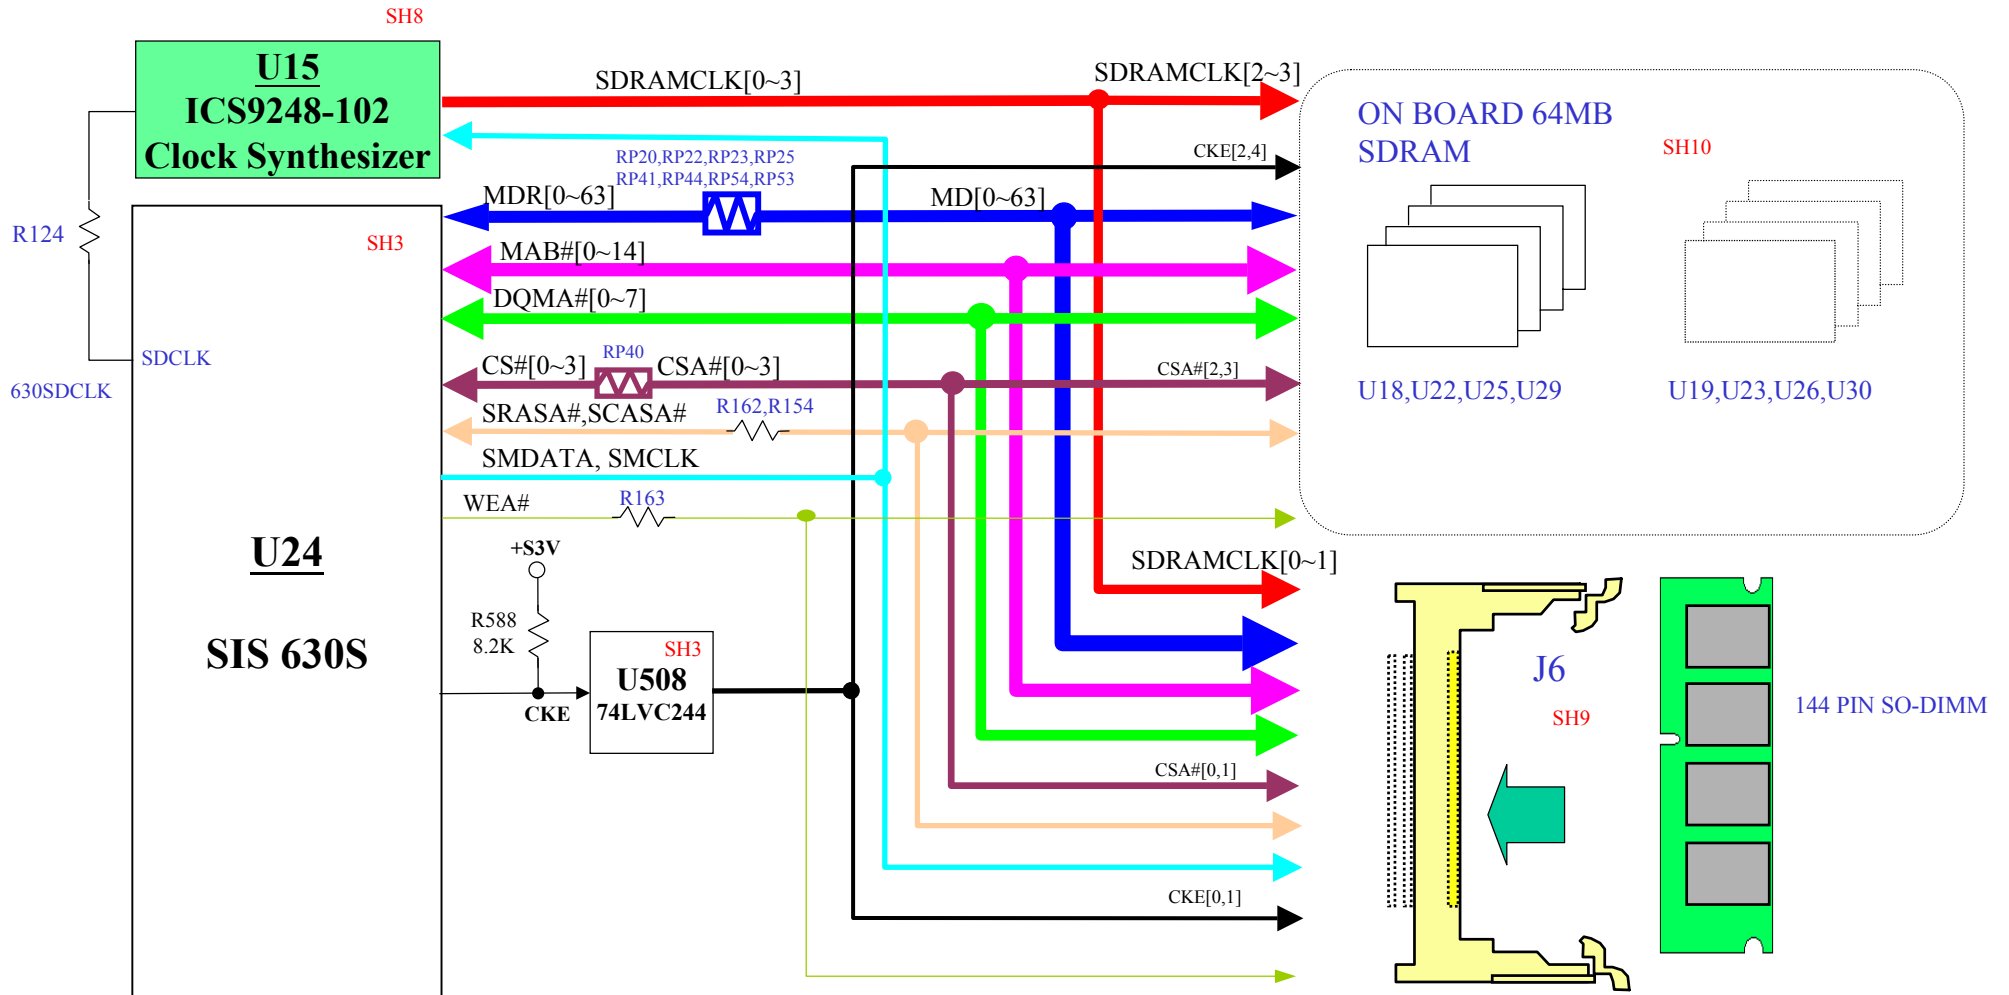 SH8
U15
ICS9248-102
Clock Synthesizer
SDRAMCLK[0~3]
SDRAMCLK[2~3]
ON BOARD 64MB
SDRAM
SH10
CKE[2,4]
RP20,RP22,RP23,RP25
RP41,RP44,RP54,RP53
MDR[0~63]
MD[0~63]
R124
SH3
MAB#[0~14]
DQMA#[0~7]
SDCLK
630SDCLK
RP40
CS#[0~3]
CSA#[0~3]
CSA#[2,3]
U18,U22,U25,U29
U19,U23,U26,U30
SRASA#,SCASA#
R162,R154
SMDATA, SMCLK
WEA#
R163
U24
SIS 630S
+S3V
R588
8.2K
CKE
SH3
U508
74LVC244
SDRAMCLK[0~1]
J6
SH9
144 PIN SO-DIMM
CSA#[0,1]
CKE[0,1]